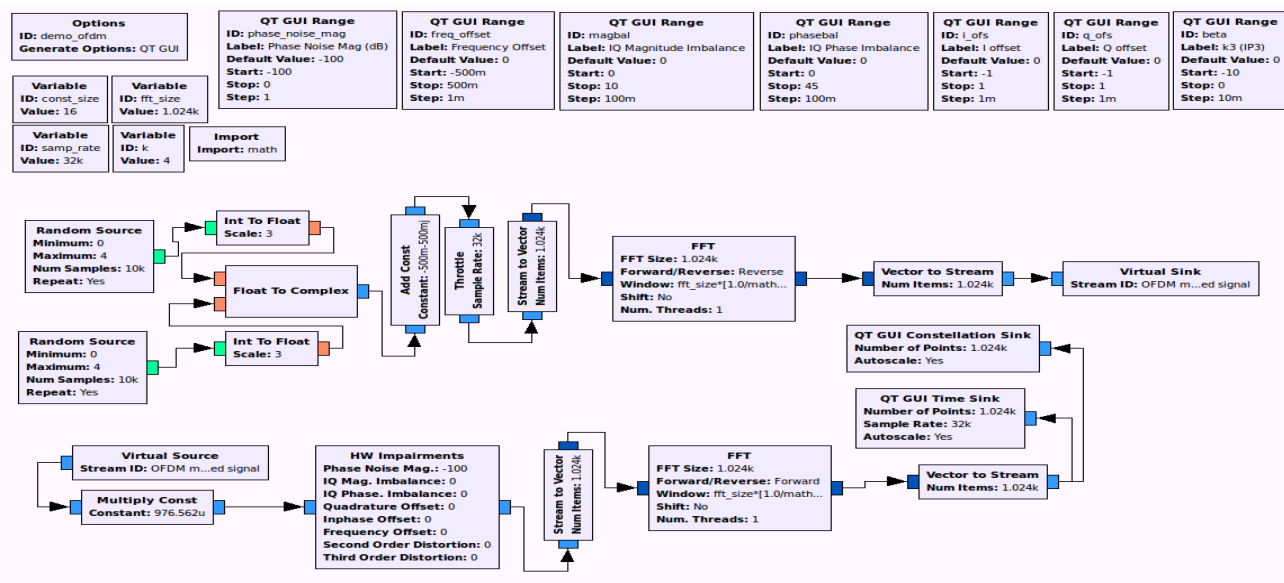 Options
ID: demo_ofdm
Generate Options: QT GUI
QT GUI Range
ID: phase_noise_mag
Label: Phase Noise Mag (dB)
Default Value: -100
Start: -100
Stop: 0
Step: 1
QT GUI Range
ID: freq_offset
Label: Frequency Offset
Default Value: 0
Start: -500m
Stop: 500m
Step: 1m
QT GUI Range
ID: magbal
Label: IQ Magnitude Imbalance
Default Value: 0
Start: 0
Stop: 10
Step: 100m
QT GUI Range
ID: phasebal
Label: IQ Phase Imbalance
Default Value: 0
Start: 0
Stop: 45
Step: 100m
QT GUI Range
ID: i_ofs
Label: I offset
Default Value: 0
Start: -1
Stop: 1
Step: 1m
QT GUI Range
ID: q_ofs
Label: Q offset
Default Value: 0
Start: -1
Stop: 1
Step: 1m
QT GUI Range
ID: beta
Label: k3 (IP3)
Default Value: 0
Start: -10
Stop: 0
Step: 10m
Variable
ID: const_size
Value: 16
Variable
ID: fft_size
Value: 1.024k
Variable
ID: samp_rate
Value: 32k
Variable
ID: k
Value: 4
Import
Import: math
Random Source
Minimum: 0
Maximum: 4
Num Samples: 10k
Repeat: Yes
Int To Float
Scale: 3
Float To Complex
Random Source
Minimum: 0
Maximum: 4
Num Samples: 10k
Repeat: Yes
Int To Float
Scale: 3
Add Const
Constant: -500m-500mj
Throttle
Sample Rate: 32k
Stream to Vector
Num Items: 1.024k
FFT
FFT Size: 1.024k
Forward/Reverse: Reverse
Window: fft_size*[1.0/math...
Shift: No
Num. Threads: 1
Vector to Stream
Num Items: 1.024k
Virtual Sink
Stream ID: OFDM m...ed signal
QT GUI Constellation Sink
Number of Points: 1.024k
Autoscale: Yes
QT GUI Time Sink
Number of Points: 1.024k
Sample Rate: 32k
Autoscale: Yes
Virtual Source
Stream ID: OFDM m...ed signal
Multiply Const
Constant: 976.562u
HW Impairments
Phase Noise Mag.: -100
IQ Mag. Imbalance: 0
IQ Phase. Imbalance: 0
Quadrature Offset: 0
Inphase Offset: 0
Frequency Offset: 0
Second Order Distortion: 0
Third Order Distortion: 0
Stream to Vector
Num Items: 1.024k
FFT
FFT Size: 1.024k
Forward/Reverse: Forward
Window: fft_size*[1.0/math...
Shift: No
Num. Threads: 1
Vector to Stream
Num Items: 1.024k